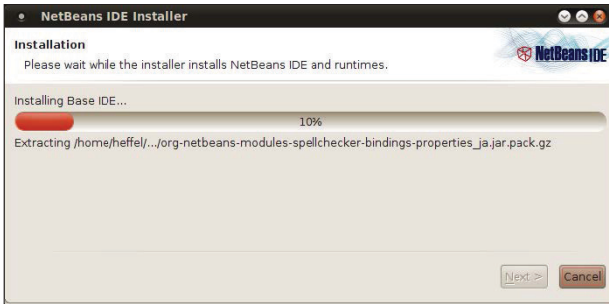 NetBeans IDE Installer
Installation
Please wait while the installer installs NetBeans IDE and runtimes.
NetBeans IDE
Installing Base IDE...
10%
Extracting /home/heffel/.../org-netbeans-modules-spellchecker-bindings-properties_ja.jar.pack.gz
Next >
Cancel